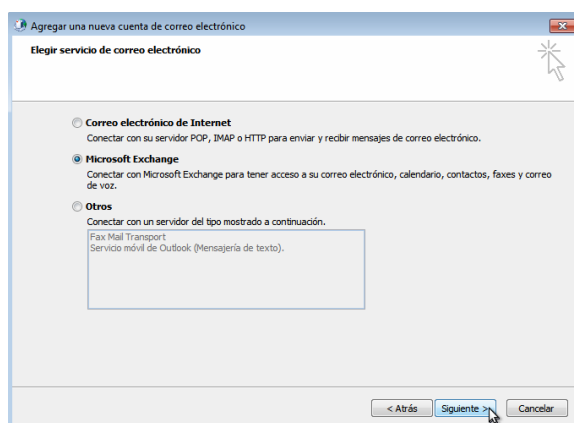 Agregar una nueva cuenta de correo electrónico
Elegir servicio de correo electrónico
Correo electrónico de Internet
Conectar con su servidor POP, IMAP o HTTP para enviar y recibir mensajes de correo electrónico.
Microsoft Exchange
Conectar con Microsoft Exchange para tener acceso a su correo electrónico, calendario, contactos, faxes y correo
de voz.
Otros
Conectar con un servidor del tipo mostrado a continuación.
Fax Mail Transport
Servicio móvil de Outlook (Mensajería de texto).
< Atrás Siguiente > Cancelar